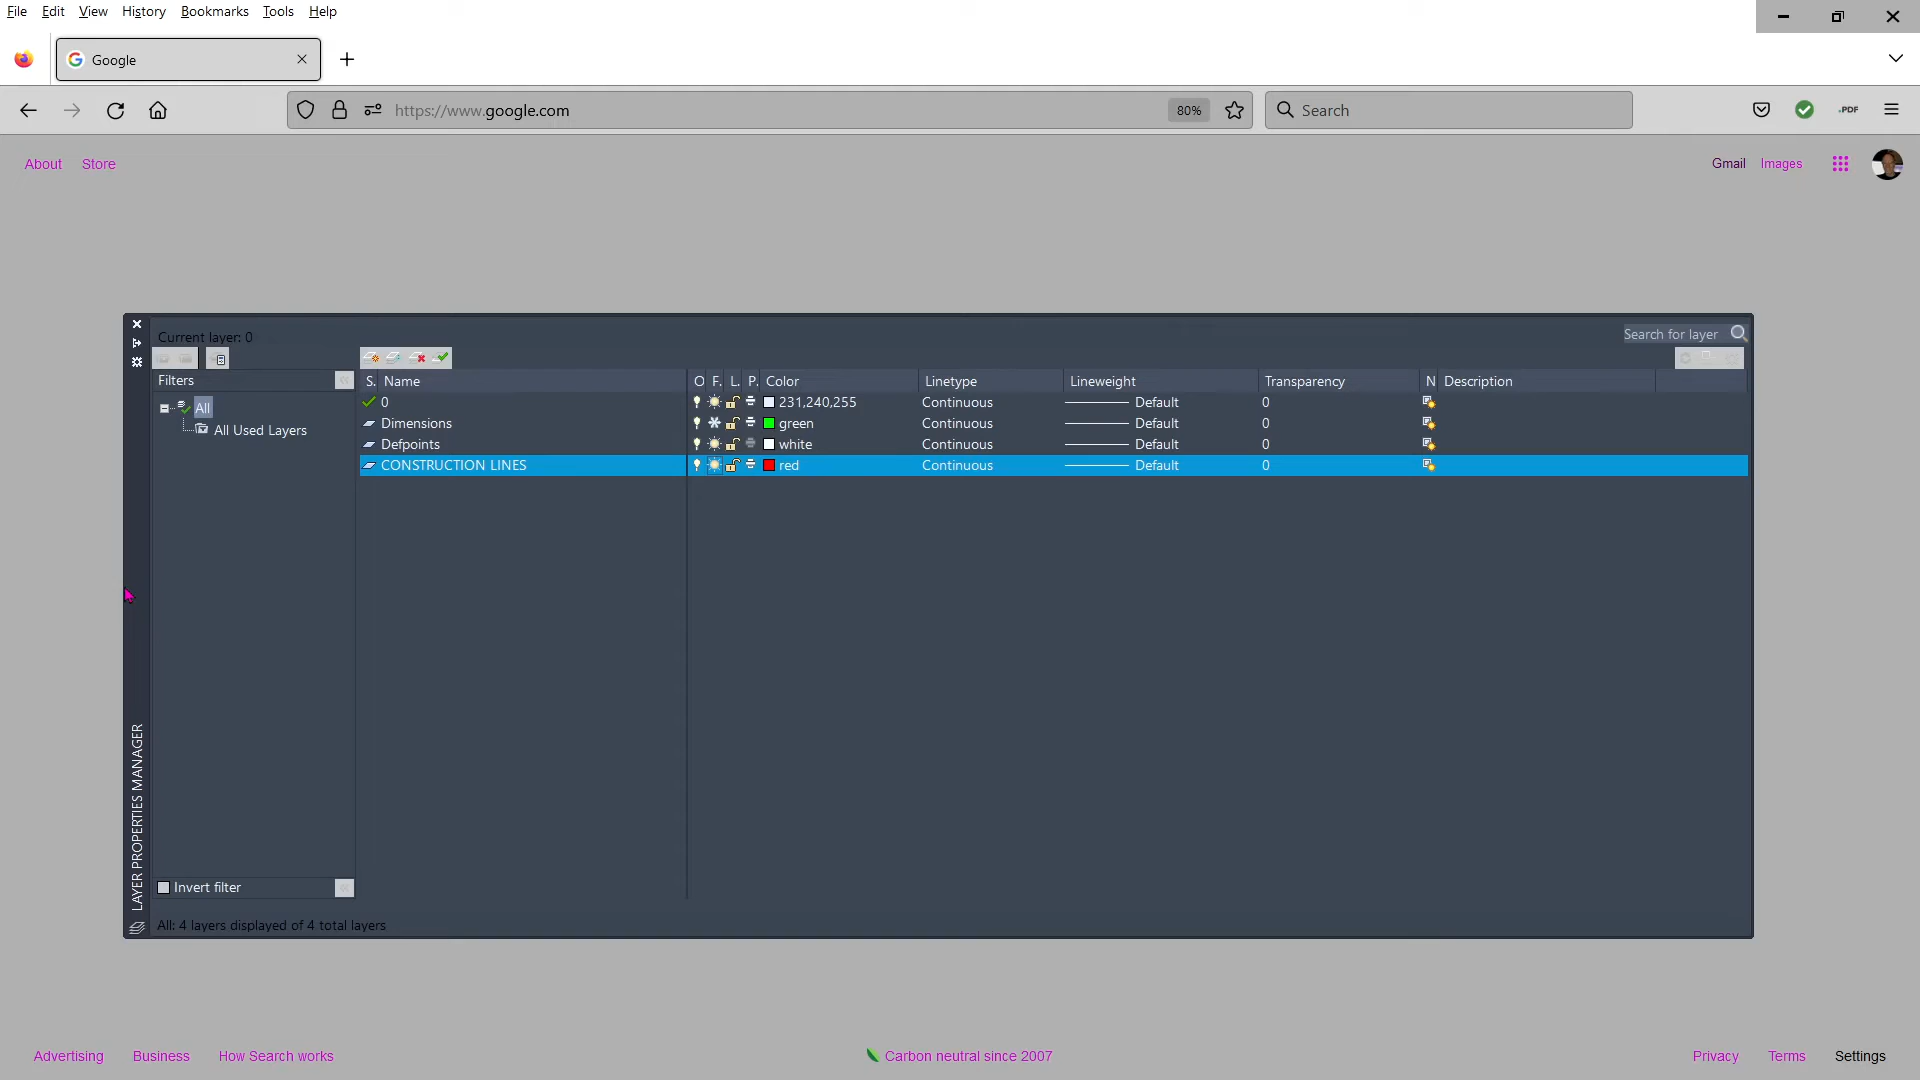 File Edit View History Bookmarks Tools Help
Google
https://www.google.com 80% Search .PDF
About Store Gmail Images
Current layer: 0 Search for layer
Filters S. Name O F. L. P. Color Linetype Lineweight Transparency N Description
All 0 231,240,255 Continuous Default 0
All Used Layers Dimensions green Continuous Default 0
Defpoints white Continuous Default 0
CONSTRUCTION LINES red Continuous Default 0
LAYER PROPERTIES MANAGER
Invert filter
All: 4 layers displayed of 4 total layers
Advertising Business How Search works Carbon neutral since 2007 Privacy Terms Settings